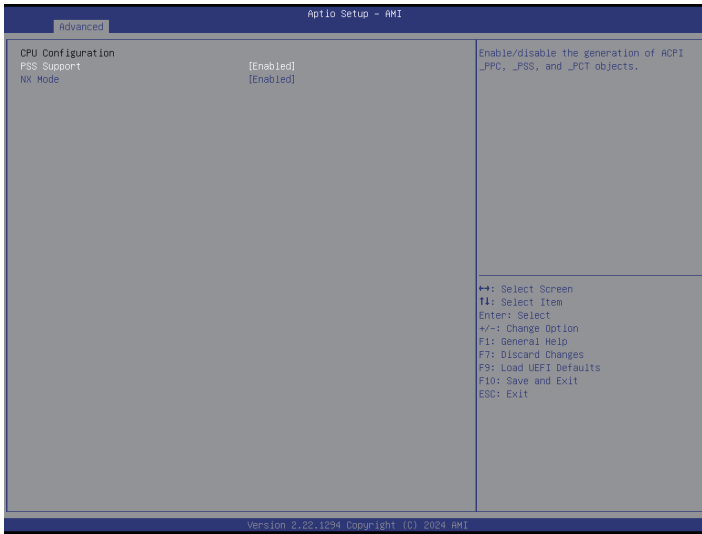 Aptio Setup – AMI
Advanced
CPU Configuration
PSS Support [Enabled]
NX Mode [Enabled]
Enable/disable the generation of ACPI
_PPC, _PSS, and _PCT objects.
↔: Select Screen
↑↓: Select Item
Enter: Select
+/-: Change Option
F1: General Help
F7: Discard Changes
F9: Load UEFI Defaults
F10: Save and Exit
ESC: Exit
Version 2.22.1294 Copyright (C) 2024 AMI